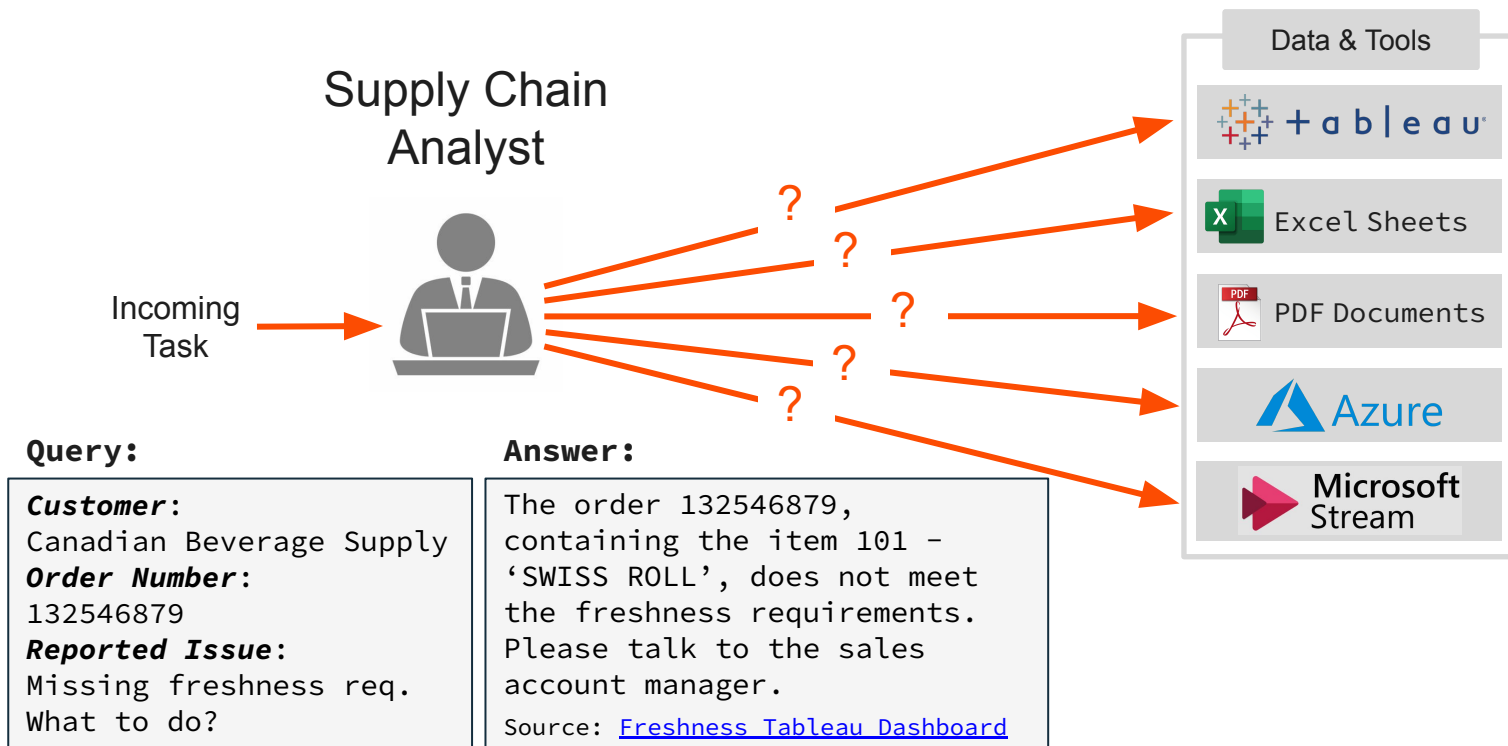 Data & Tools
Supply Chain
Analyst
+ableau
?
?
?
?
?
X
Excel Sheets
PDF
PDF Documents
Azure
Microsoft
Stream
Incoming
Task
Query:
Customer:
Canadian Beverage Supply
Order Number:
132546879
Reported Issue:
Missing freshness req.
What to do?
Answer:
The order 132546879,
containing the item 101 –
‘SWISS ROLL’, does not meet
the freshness requirements.
Please talk to the sales
account manager.
Source: Freshness Tableau Dashboard